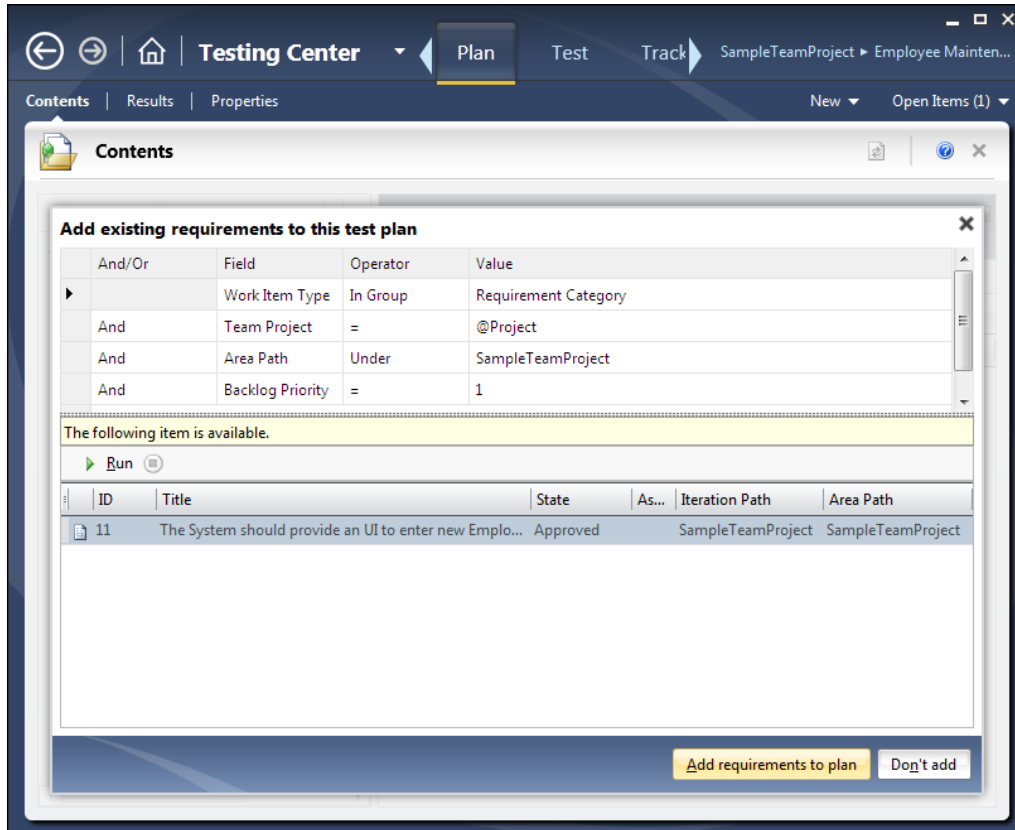 Testing Center Plan Test Track SampleTeamProject ▸ Employee Mainten...
Contents | Results | Properties New Open Items (1)
Contents
Add existing requirements to this test plan
And/Or Field Operator Value
Work Item Type In Group Requirement Category
And Team Project = @Project
And Area Path Under SampleTeamProject
And Backlog Priority = 1
The following item is available.
Run
ID Title State As... Iteration Path Area Path
11 The System should provide an UI to enter new Emplo... Approved SampleTeamProject SampleTeamProject
Add requirements to plan Don't add